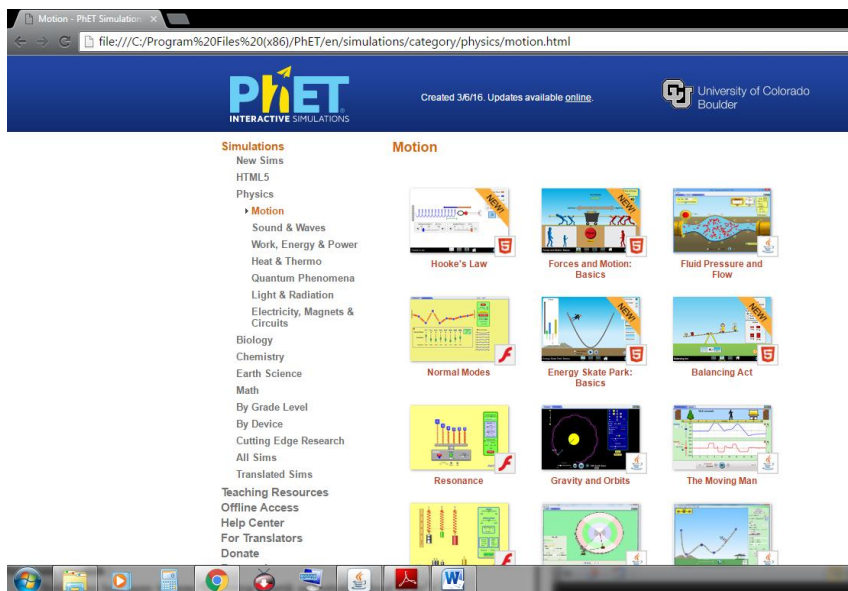 Motion - PhET Simulation
file:///C:/Program%20Files%20(x86)/PhET/en/simulations/category/physics/motion.html
PhET
INTERACTIVE SIMULATIONS
Created 3/6/16. Updates available online.
CU
University of Colorado
Boulder
Simulations
New Sims
HTML5
Physics
Motion
Sound & Waves
Work, Energy & Power
Heat & Thermo
Quantum Phenomena
Light & Radiation
Electricity, Magnets &
Circuits
Biology
Chemistry
Earth Science
Math
By Grade Level
By Device
Cutting Edge Research
All Sims
Translated Sims
Teaching Resources
Offline Access
Help Center
For Translators
Donate
Motion
NEW!
NEW!
5
5
Hooke's Law
Forces and Motion:
Basics
Fluid Pressure and
Flow
NEW!
NEW!
5
5
Normal Modes
Energy Skate Park:
Basics
Balancing Act
Resonance
Gravity and Orbits
The Moving Man
W